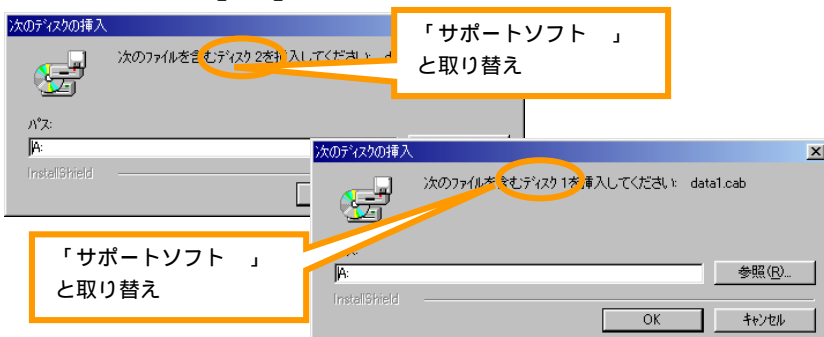 次のディスクの挿入
次のファイルを含むディスク 2を挿入してください:
パス:
A:
InstallShield
「サポートソフト　」
と取り替え
次のディスクの挿入
次のファイルを含むディスク 1を挿入してください: data1.cab
A:
参照(R)...
InstallShield
OK
キャンセル
「サポートソフト　」
と取り替え